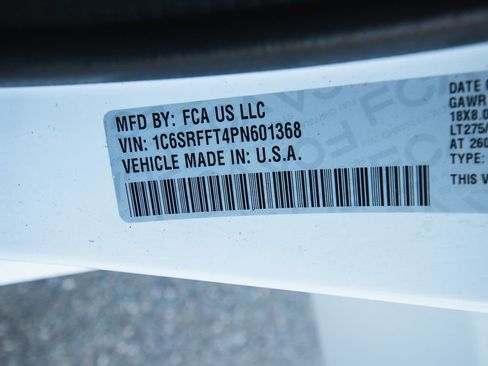 MFD BY: FCA US LLC
VIN: 1C6SRFFT4PN601368
VEHICLE MADE IN: U.S.A.
DATE
GAWR
18X8.0
LT275/
AT 260
TYPE:
THIS V